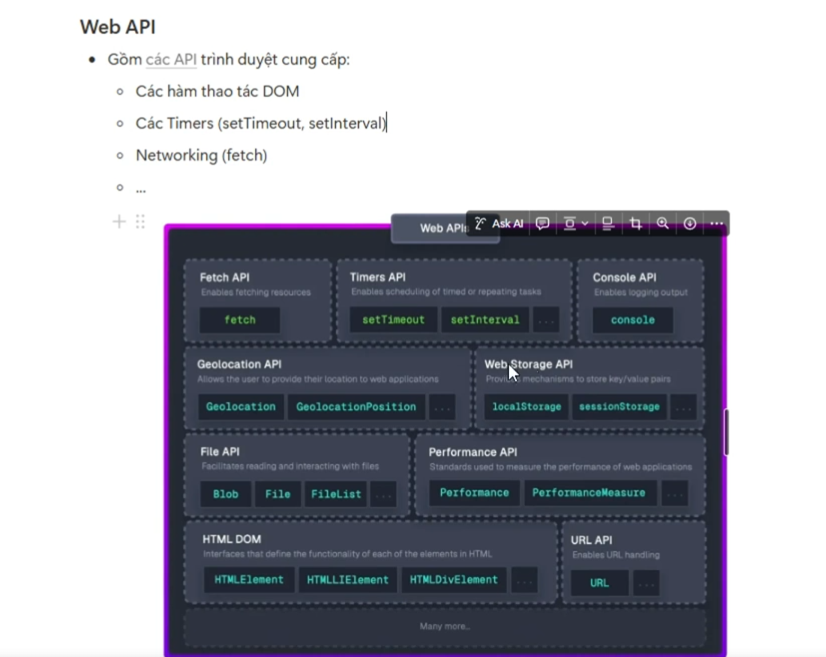 Web API
Gồm các API trình duyệt cung cấp:
Các hàm thao tác DOM
Các Timers (setTimeout, setInterval)
Networking (fetch)
...
Web APIs
Ask AI
Fetch API
Enables fetching resources
fetch
Timers API
Enables scheduling of timed or repeating tasks
setTimeout setInterval ...
Console API
Enables logging output
console
Geolocation API
Allows the user to provide their location to web applications
Geolocation GeolocationPosition ...
Web Storage API
Provides mechanisms to store key/value pairs
localStorage sessionStorage ...
File API
Facilitates reading and interacting with files
Blob File FileList ...
Performance API
Standards used to measure the performance of web applications
Performance PerformanceMeasure ...
HTML DOM
Interfaces that define the functionality of each of the elements in HTML
HTMLElement HTMLLIElement HTMLDivElement ...
URL API
Enables URL handling
URL ...
Many more..